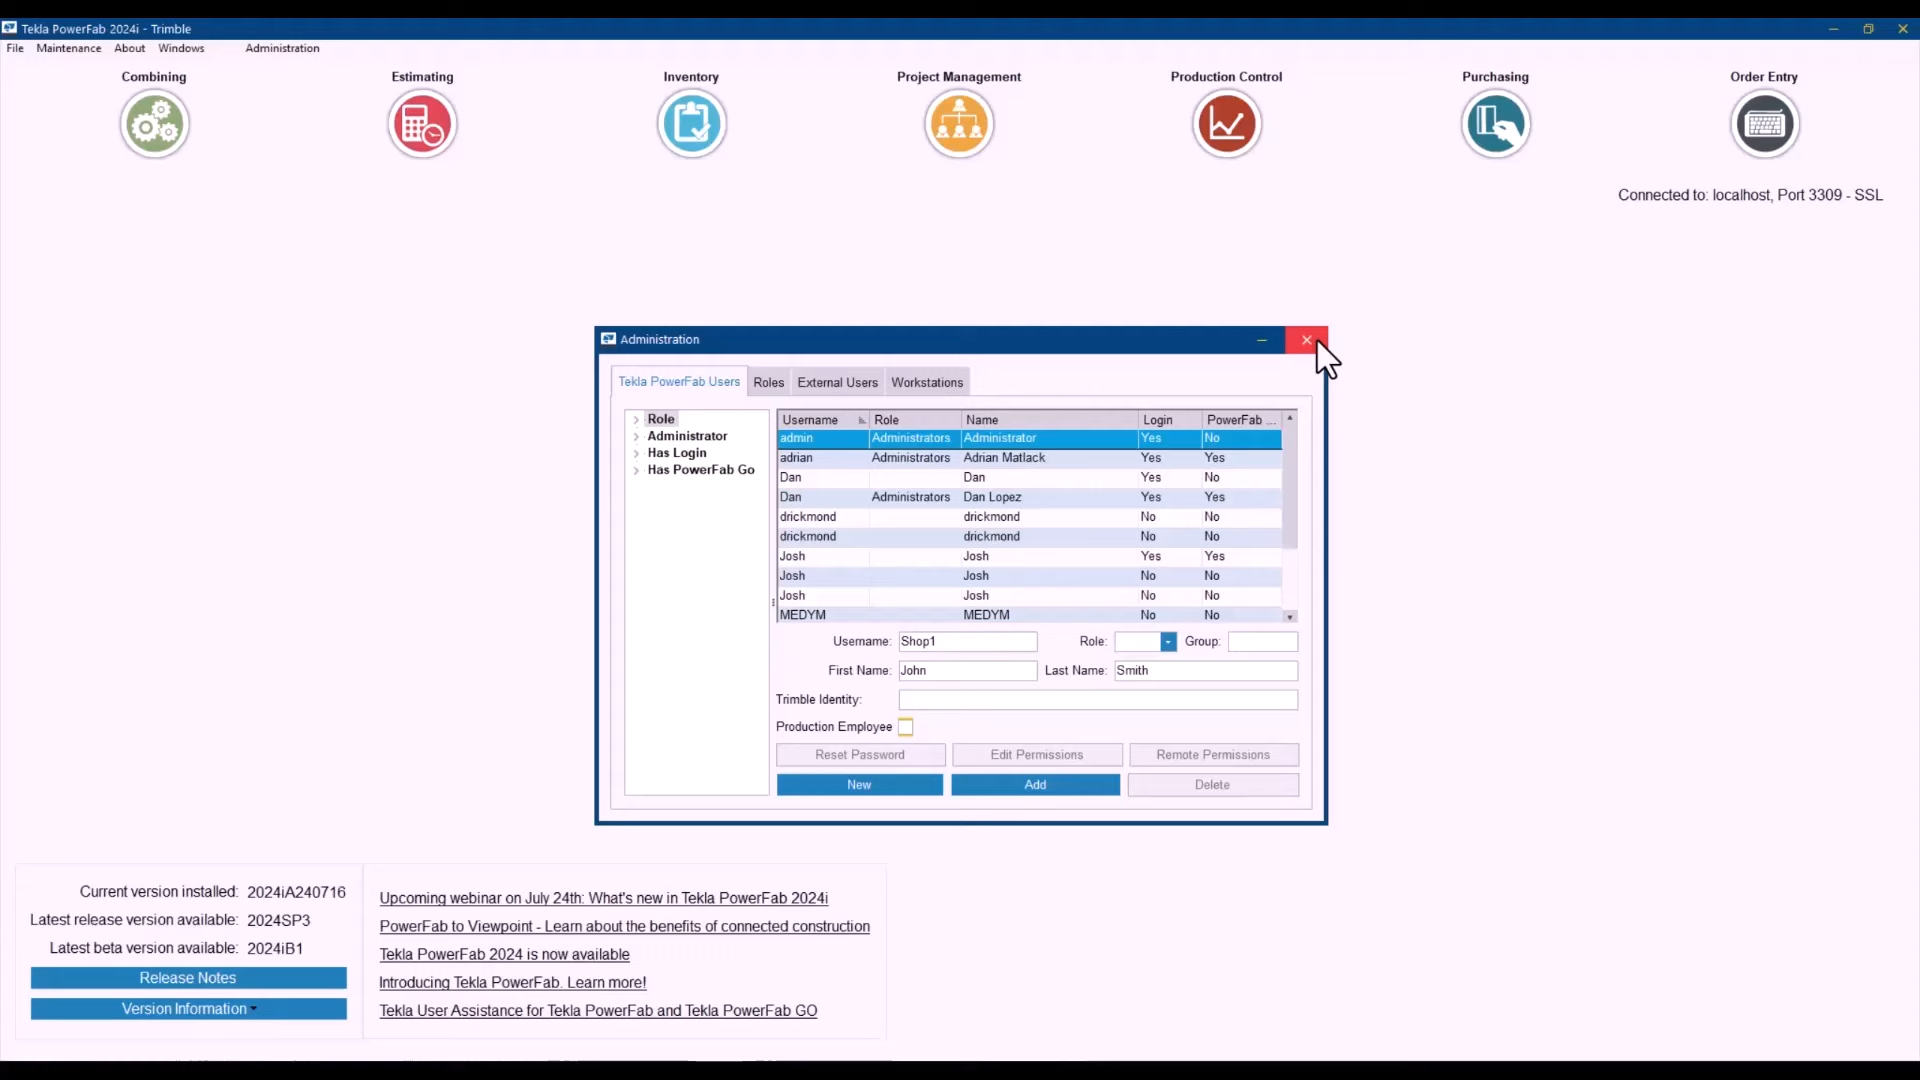 Tekla PowerFab 2024i - Trimble
File Maintenance About Windows Administration
Combining Estimating Inventory Project Management Production Control Purchasing Order Entry
Connected to: localhost, Port 3309 - SSL
Administration
Tekla PowerFab Users Roles External Users Workstations
Role
Administrator
Has Login
Has PowerFab Go
Username Role Name Login PowerFab ...
admin Administrators Administrator Yes No
adrian Administrators Adrian Matlack Yes Yes
Dan Dan Yes No
Dan Administrators Dan Lopez Yes Yes
drickmond drickmond No No
drickmond drickmond No No
Josh Josh Yes Yes
Josh Josh No No
Josh Josh No No
MEDYM MEDYM No No
Username: Shop1 Role: Group:
First Name: John Last Name: Smith
Trimble Identity:
Production Employee
Reset Password Edit Permissions Remote Permissions
New Add Delete
Current version installed: 2024iA240716
Latest release version available: 2024SP3
Latest beta version available: 2024iB1
Release Notes
Version Information
Upcoming webinar on July 24th: What's new in Tekla PowerFab 2024i
PowerFab to Viewpoint - Learn about the benefits of connected construction
Tekla PowerFab 2024 is now available
Introducing Tekla PowerFab. Learn more!
Tekla User Assistance for Tekla PowerFab and Tekla PowerFab GO